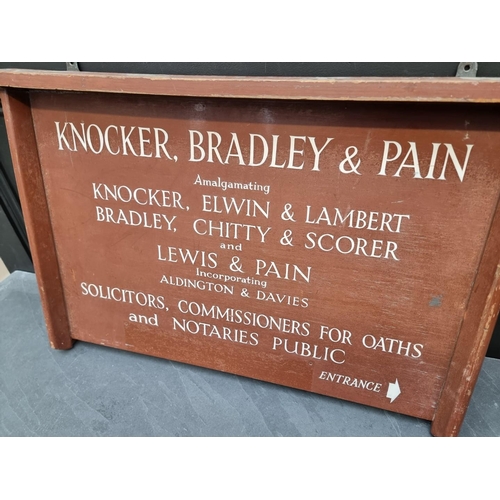 KNOCKER, BRADLEY & PAIN
Amalgamating
KNOCKER, ELWIN & LAMBERT
BRADLEY, CHITTY & SCORER
and
LEWIS & PAIN
Incorporating
ALDINGTON & DAVIES
SOLICITORS, COMMISSIONERS FOR OATHS
and NOTARIES PUBLIC
ENTRANCE